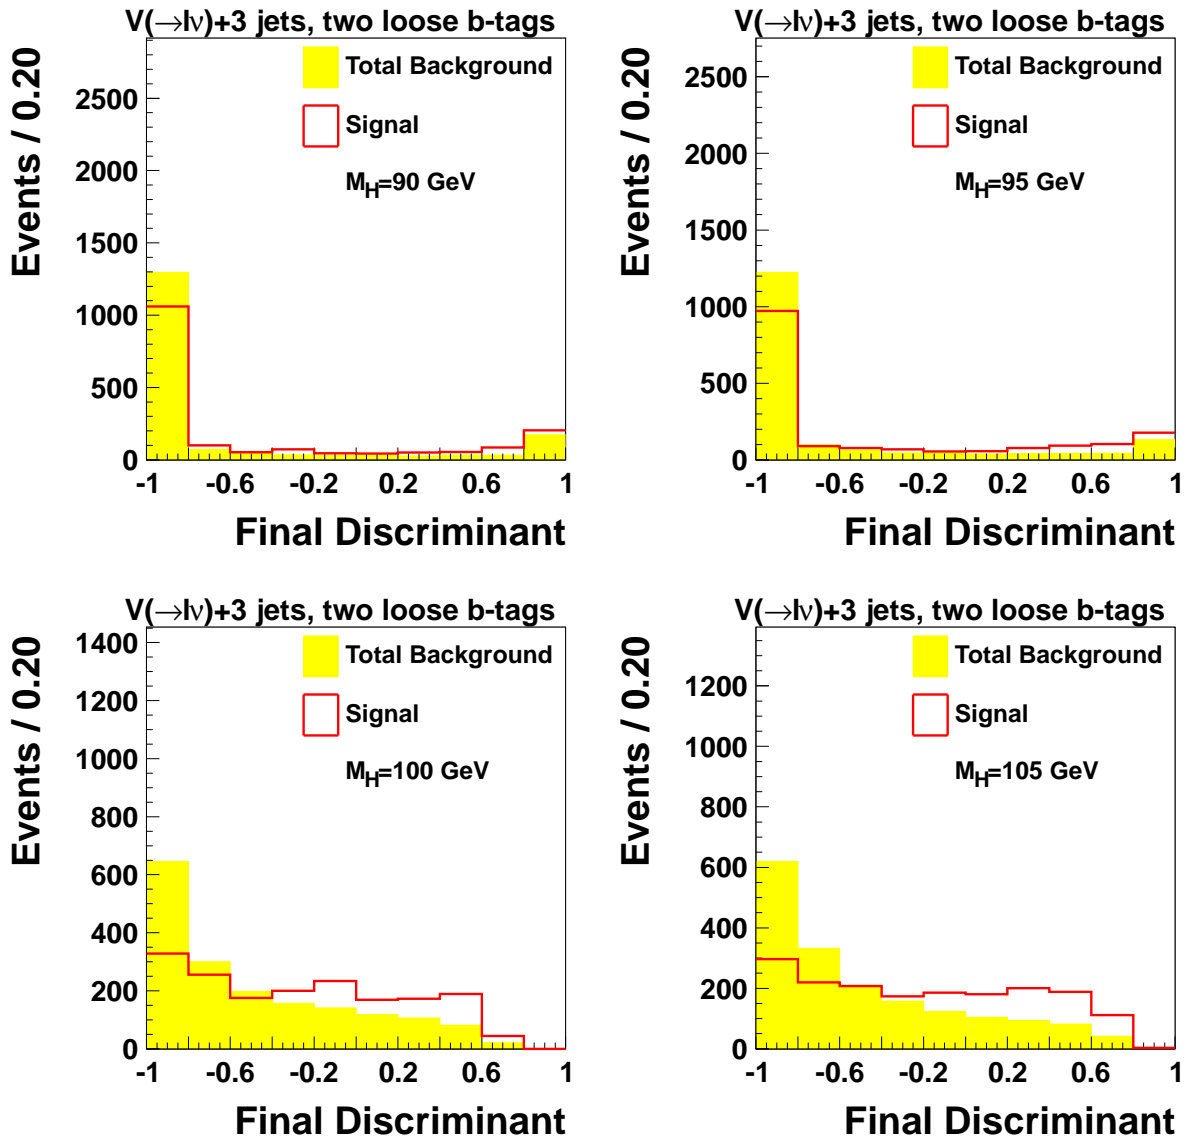 V(→lν)+3 jets, two loose b-tags
Events / 0.20
2500
2000
1500
1000
500
0
Total Background
Signal
M_H=90 GeV
-1 -0.6 -0.2 0.2 0.6 1
Final Discriminant
V(→lν)+3 jets, two loose b-tags
Events / 0.20
2500
2000
1500
1000
500
0
Total Background
Signal
M_H=95 GeV
-1 -0.6 -0.2 0.2 0.6 1
Final Discriminant
V(→lν)+3 jets, two loose b-tags
Events / 0.20
1400
1200
1000
800
600
400
200
0
Total Background
Signal
M_H=100 GeV
-1 -0.6 -0.2 0.2 0.6 1
Final Discriminant
V(→lν)+3 jets, two loose b-tags
Events / 0.20
1200
1000
800
600
400
200
0
Total Background
Signal
M_H=105 GeV
-1 -0.6 -0.2 0.2 0.6 1
Final Discriminant